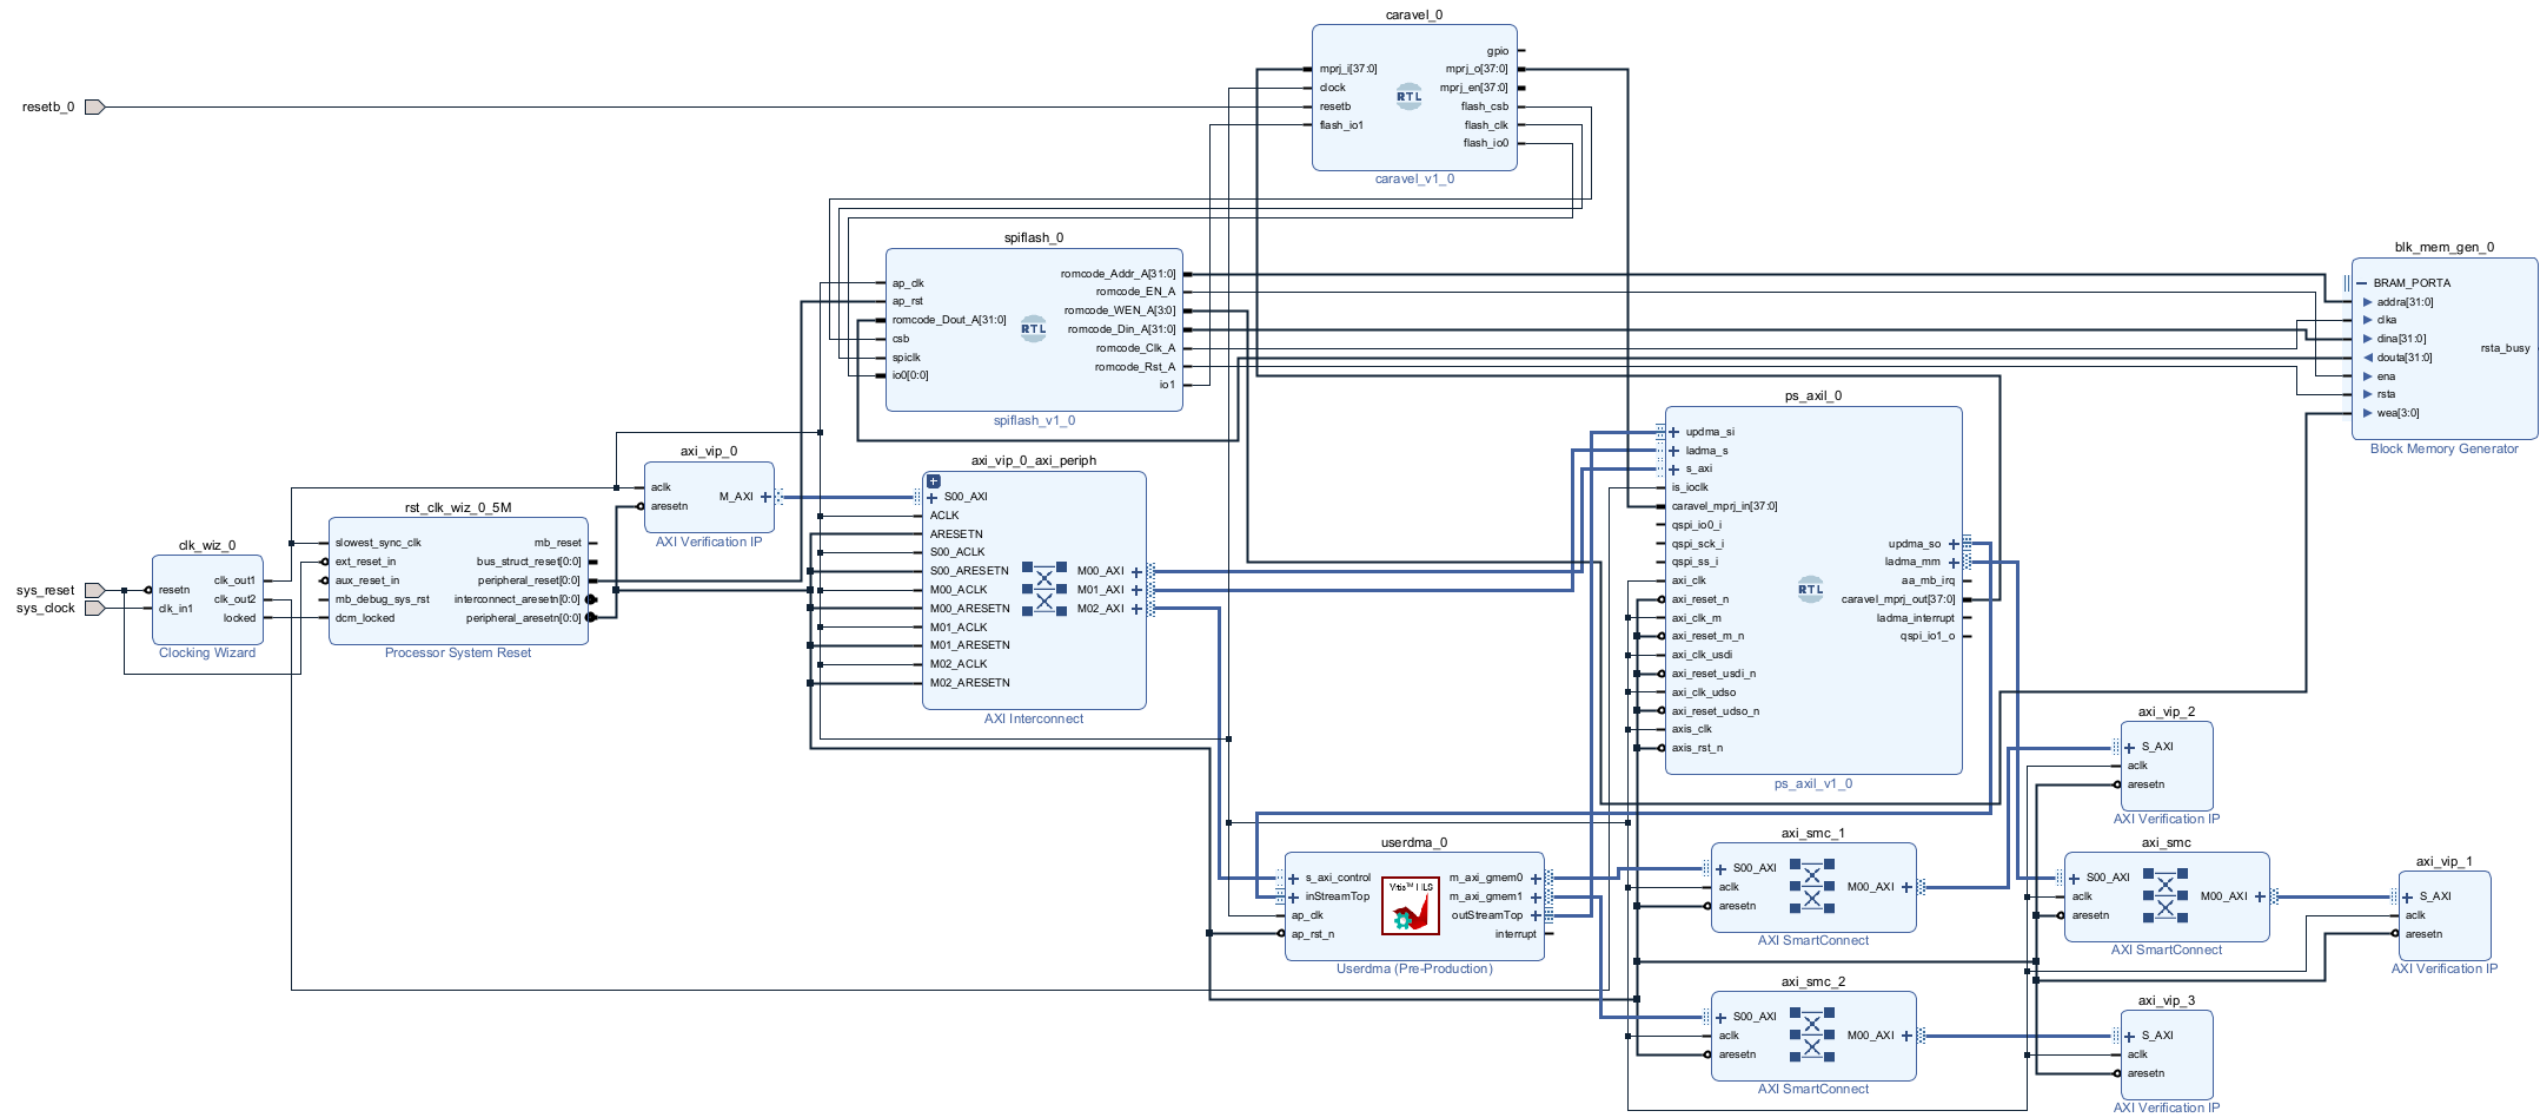 caravel_0
gpio
mprj_i[37:0]
mprj_o[37:0]
clock
mprj_en[37:0]
resetb
flash_csb
flash_io1
flash_clk
flash_io0
RTL
caravel_v1_0
resetb_0
spiflash_0
romcode_Addr_A[31:0]
ap_clk
romcode_EN_A
ap_rst
romcode_WEN_A[3:0]
romcode_Dout_A[31:0]
romcode_Din_A[31:0]
csb
romcode_Clk_A
spiclk
romcode_Rst_A
io0[0:0]
io1
RTL
spiflash_v1_0
blk_mem_gen_0
BRAM_PORTA
addra[31:0]
clka
dina[31:0]
douta[31:0]
ena
rsta
wea[3:0]
rsta_busy
Block Memory Generator
axi_vip_0
aclk
M_AXI
aresetn
AXI Verification IP
axi_vip_0_axi_periph
S00_AXI
ACLK
ARESETN
S00_ACLK
S00_ARESETN
M00_ACLK
M00_ARESETN
M01_ACLK
M01_ARESETN
M02_ACLK
M02_ARESETN
M00_AXI
M01_AXI
M02_AXI
AXI Interconnect
rst_clk_wiz_0_5M
slowest_sync_clk
ext_reset_in
aux_reset_in
mb_debug_sys_rst
dcm_locked
mb_reset
bus_struct_reset[0:0]
peripheral_reset[0:0]
interconnect_aresetn[0:0]
peripheral_aresetn[0:0]
Processor System Reset
sys_reset
sys_clock
clk_wiz_0
resetn
clk_in1
clk_out1
clk_out2
locked
Clocking Wizard
ps_axil_0
updma_si
ladma_s
s_axi
is_ioclk
caravel_mprj_in[37:0]
qspi_io0_i
qspi_sck_i
qspi_ss_i
axi_clk
axi_reset_n
axi_clk_m
axi_reset_m_n
axi_clk_usdi
axi_reset_usdi_n
axi_clk_udso
axi_reset_udso_n
axis_clk
axis_rst_n
RTL
updma_so
ladma_mm
aa_mb_irq
caravel_mprj_out[37:0]
ladma_interrupt
qspi_io1_o
ps_axil_v1_0
userdma_0
s_axi_control
inStreamTop
ap_clk
ap_rst_n
Vitis™ HLS
m_axi_gmem0
m_axi_gmem1
outStreamTop
interrupt
Userdma (Pre-Production)
axi_smc_1
S00_AXI
aclk
aresetn
M00_AXI
AXI SmartConnect
axi_smc_2
S00_AXI
aclk
aresetn
M00_AXI
AXI SmartConnect
axi_vip_2
S_AXI
aclk
aresetn
AXI Verification IP
axi_smc
S00_AXI
aclk
aresetn
M00_AXI
AXI SmartConnect
axi_vip_1
S_AXI
aclk
aresetn
AXI Verification IP
axi_vip_3
S_AXI
aclk
aresetn
AXI Verification IP